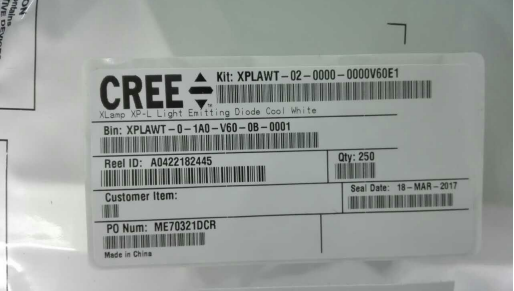 CREE Kit: XPLAWT-02-0000-0000V60E1
XLamp XP-L Light Emitting Diode Cool White
Bin: XPLAWT-0-1A0-V60-0B-0001
Reel ID: A0422182445
Qty: 250
Customer Item:
Seal Date: 18-MAR-2017
PO Num: ME70321DCR
Made in China